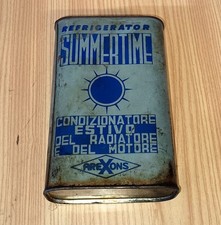 REFRIGERATOR
SUMMERTIME
CONDIZIONATORE
ESTIVO
DEL RADIATORE
E DEL MOTORE
AREXONS